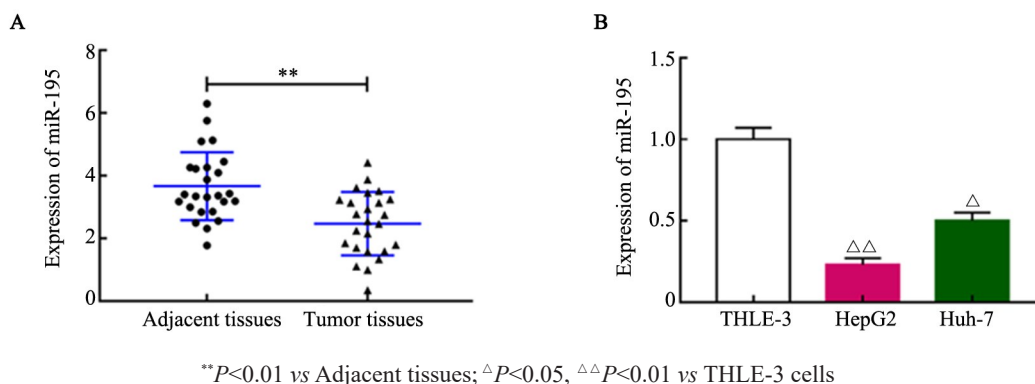 A
Expression of miR-195
8
6
4
2
0
**
Adjacent tissues
Tumor tissues
B
Expression of miR-195
1.5
1.0
0.5
0
△△
△
THLE-3
HepG2
Huh-7
**P<0.01 vs Adjacent tissues; △P<0.05, △△P<0.01 vs THLE-3 cells